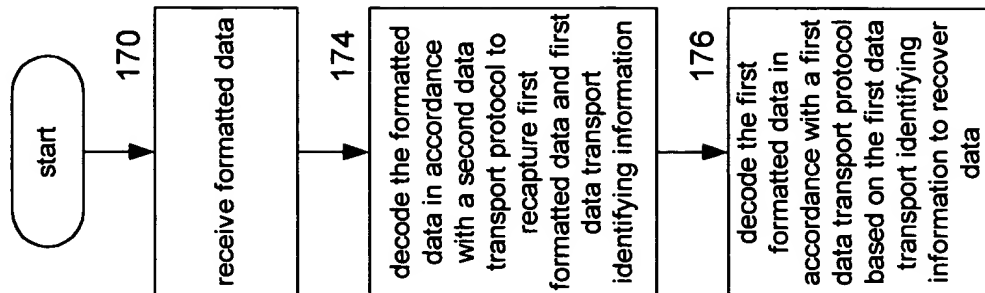 start
170
receive formatted data
174
decode the formatted
data in accordance
with a second data
transport protocol to
recapture first
formatted data and first
data transport
identifying information
176
decode the first
formatted data in
accordance with a first
data transport protocol
based on the first data
transport identifying
information to recover
data